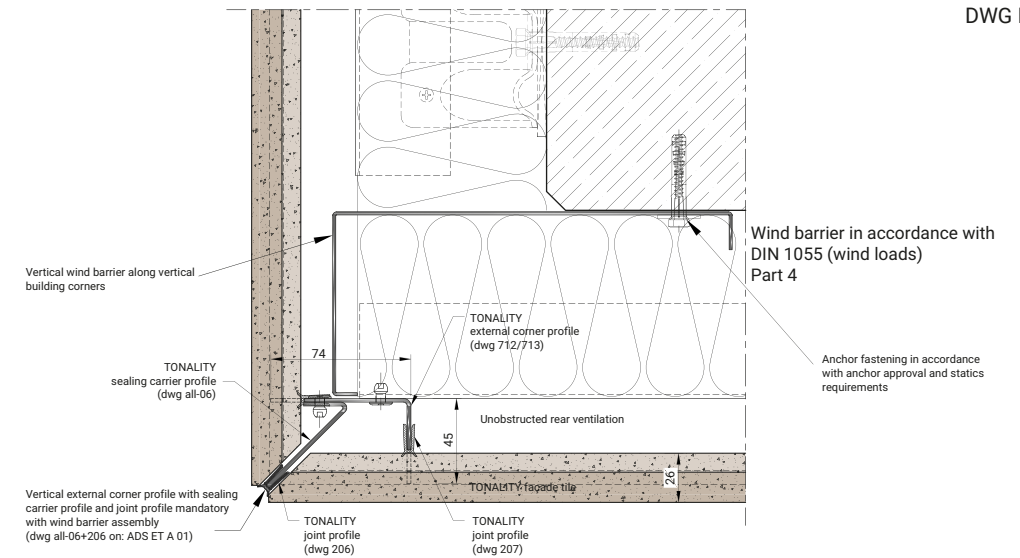 DWG
Wind barrier in accordance with
DIN 1055 (wind loads)
Part 4
Vertical wind barrier along vertical
building corners
TONALITY
external corner profile
(dwg 712/713)
74
TONALITY
sealing carrier profile
(dwg all-06)
Anchor fastening in accordance
with anchor approval and statics
requirements
Unobstructed rear ventilation
45
26
TONALITY façade tile
Vertical external corner profile with sealing
carrier profile and joint profile mandatory
with wind barrier assembly
(dwg all-06+206 on: ADS ET A 01)
TONALITY
joint profile
(dwg 206)
TONALITY
joint profile
(dwg 207)